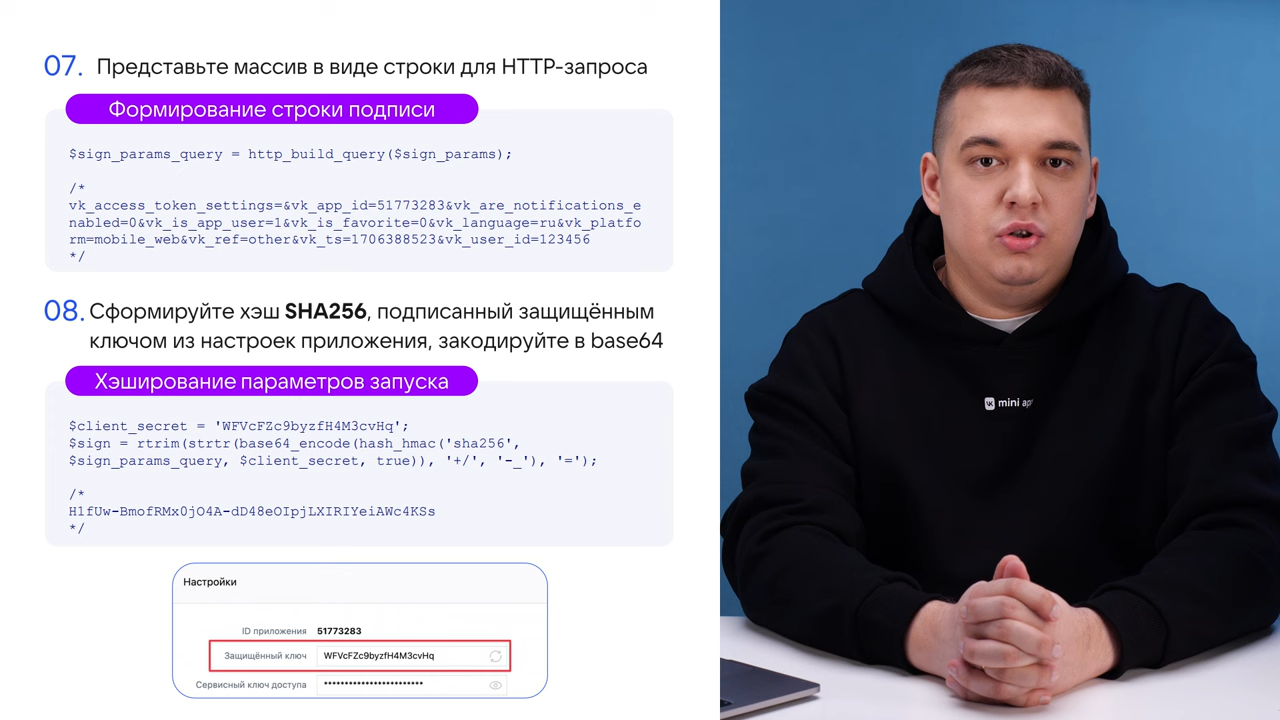 07. Представьте массив в виде строки для HTTP-запроса
Формирование строки подписи
$sign_params_query = http_build_query($sign_params);
/*
vk_access_token_settings=&vk_app_id=51773283&vk_are_notifications_e
nabled=0&vk_is_app_user=1&vk_is_favorite=0&vk_language=ru&vk_platfo
rm=mobile_web&vk_ref=other&vk_ts=1706388523&vk_user_id=123456
*/
08. Сформируйте хэш SHA256, подписанный защищённым
ключом из настроек приложения, закодируйте в base64
Хэширование параметров запуска
$client_secret = 'WFVcFZc9byzfH4M3cvHq';
$sign = rtrim(strtr(base64_encode(hash_hmac('sha256',
$sign_params_query, $client_secret, true)), '+/', '-_'), '=');
/*
H1fUw-BmofRMx0jO4A-dD48eOIpjLXIRIYeiAWc4KSs
*/
Настройки
ID приложения 51773283
Защищённый ключ WFVcFZc9byzfH4M3cvHq
Сервисный ключ доступа ••••••••••••••••••••••••
mini ap